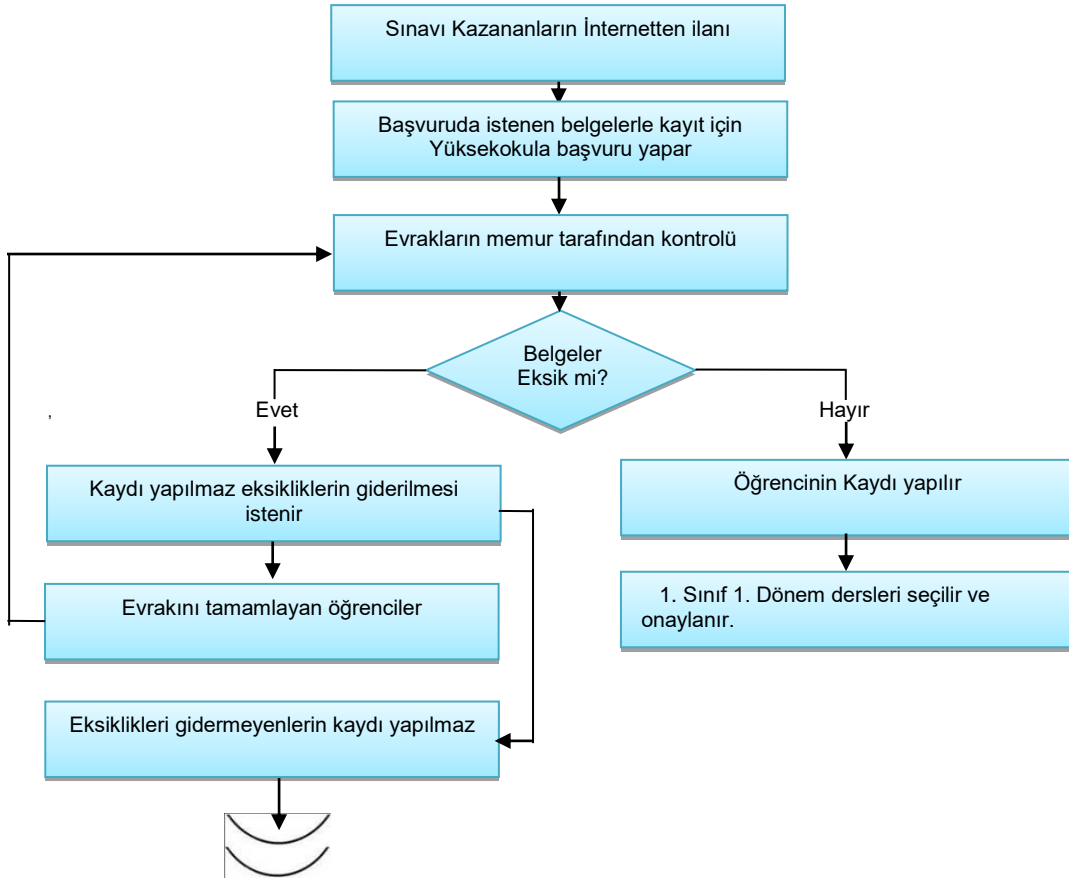 Sınavı Kazananların İnternetten ilanı
Başvuruda istenen belgelerle kayıt için
Yüksekokula başvuru yapar
Evrakların memur tarafından kontrolü
Belgeler
Eksik mi?
,
Evet
Hayır
Kaydı yapılmaz eksikliklerin giderilmesi
istenir
Öğrencinin Kaydı yapılır
Evrakını tamamlayan öğrenciler
1. Sınıf 1. Dönem dersleri seçilir ve
onaylanır.
Eksiklikleri gidermeyenlerin kaydı yapılmaz